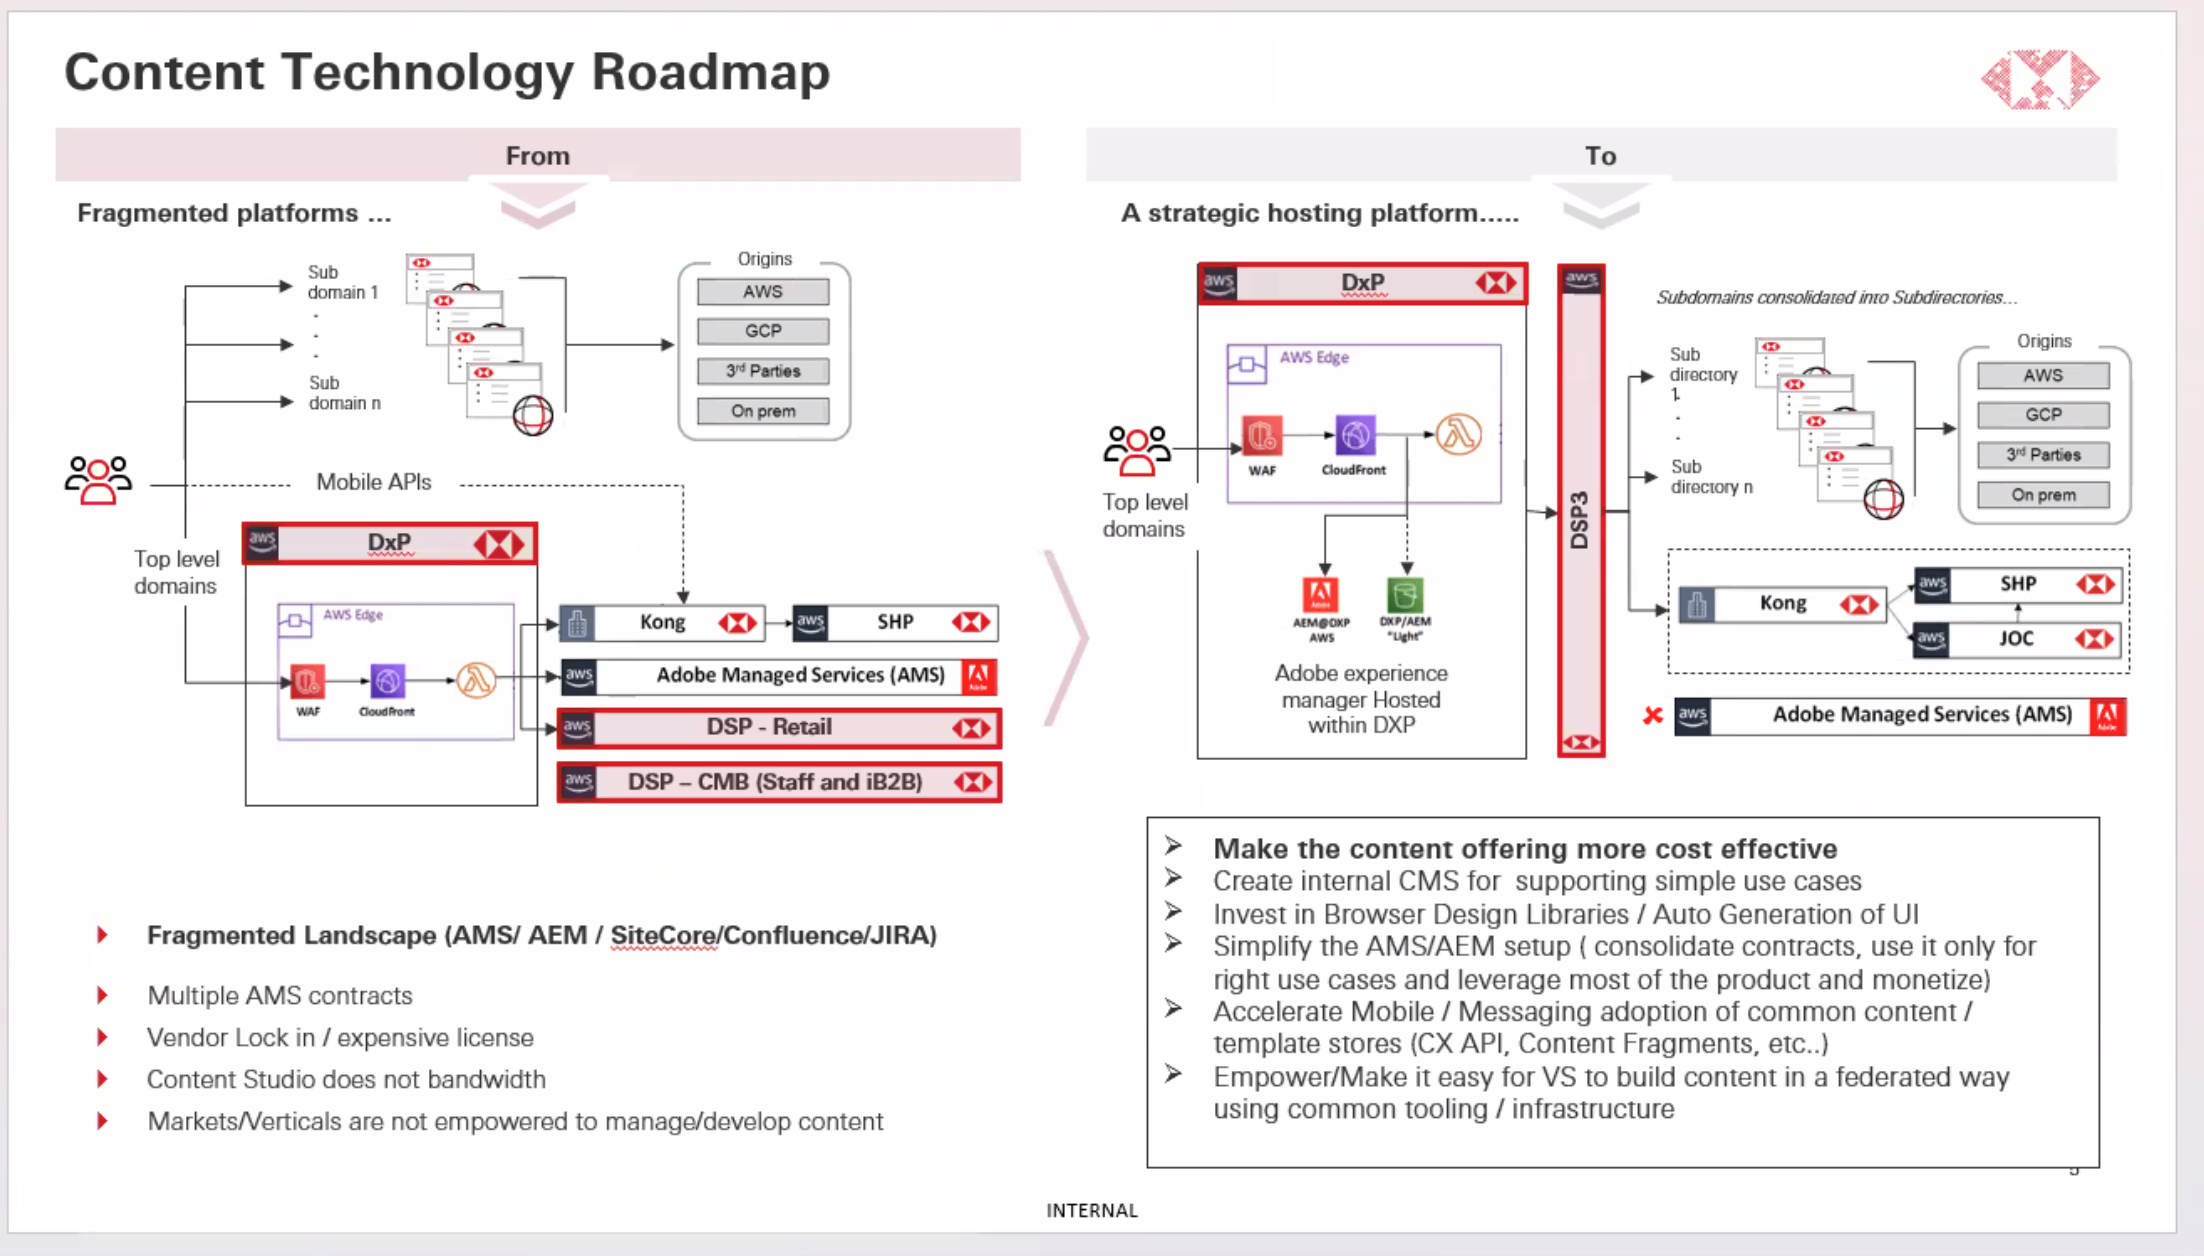 Content Technology Roadmap
From
Fragmented platforms ...
Sub
domain 1
-
-
-
Sub
domain n
Origins
AWS
GCP
3rd Parties
On prem
Mobile APIs
Top level
domains
aws
DxP
AWS Edge
WAF
CloudFront
Kong
aws
SHP
aws
Adobe Managed Services (AMS)
Adobe
aws
DSP - Retail
aws
DSP – CMB (Staff and iB2B)
Fragmented Landscape (AMS/ AEM / SiteCore/Confluence/JIRA)
Multiple AMS contracts
Vendor Lock in / expensive license
Content Studio does not bandwidth
Markets/Verticals are not empowered to manage/develop content
To
A strategic hosting platform.....
aws
DxP
AWS Edge
WAF
CloudFront
Top level
domains
Adobe
AEM@DXP
AWS
DXP/AEM
"Light"
Adobe experience
manager Hosted
within DXP
aws
DSP3
Subdomains consolidated into Subdirectories...
Sub
directory
1
-
-
Sub
directory n
Origins
AWS
GCP
3rd Parties
On prem
Kong
aws
SHP
aws
JOC
aws
Adobe Managed Services (AMS)
Adobe
Make the content offering more cost effective
Create internal CMS for supporting simple use cases
Invest in Browser Design Libraries / Auto Generation of UI
Simplify the AMS/AEM setup ( consolidate contracts, use it only for
right use cases and leverage most of the product and monetize)
Accelerate Mobile / Messaging adoption of common content /
template stores (CX API, Content Fragments, etc..)
Empower/Make it easy for VS to build content in a federated way
using common tooling / infrastructure
INTERNAL